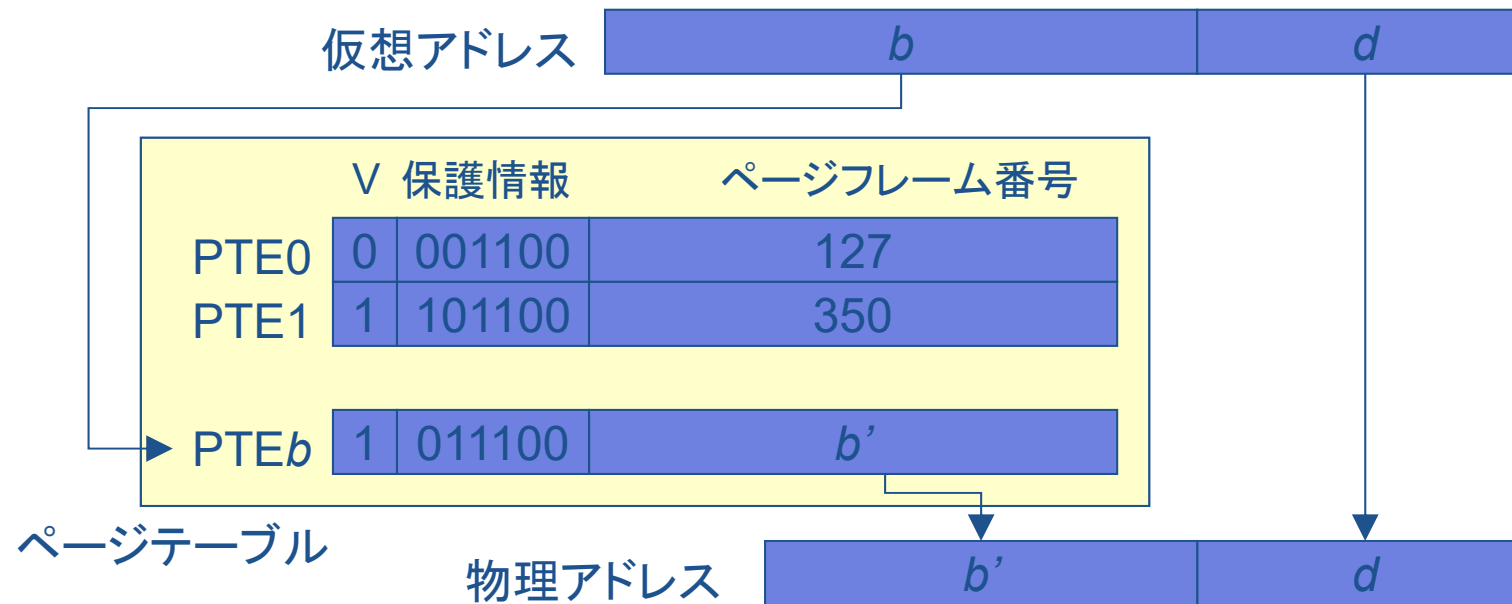 仮想アドレス b d
V 保護情報 ページフレーム番号
PTE0 0 001100 127
PTE1 1 101100 350
PTEb 1 011100 b’
ページテーブル
物理アドレス b’ d